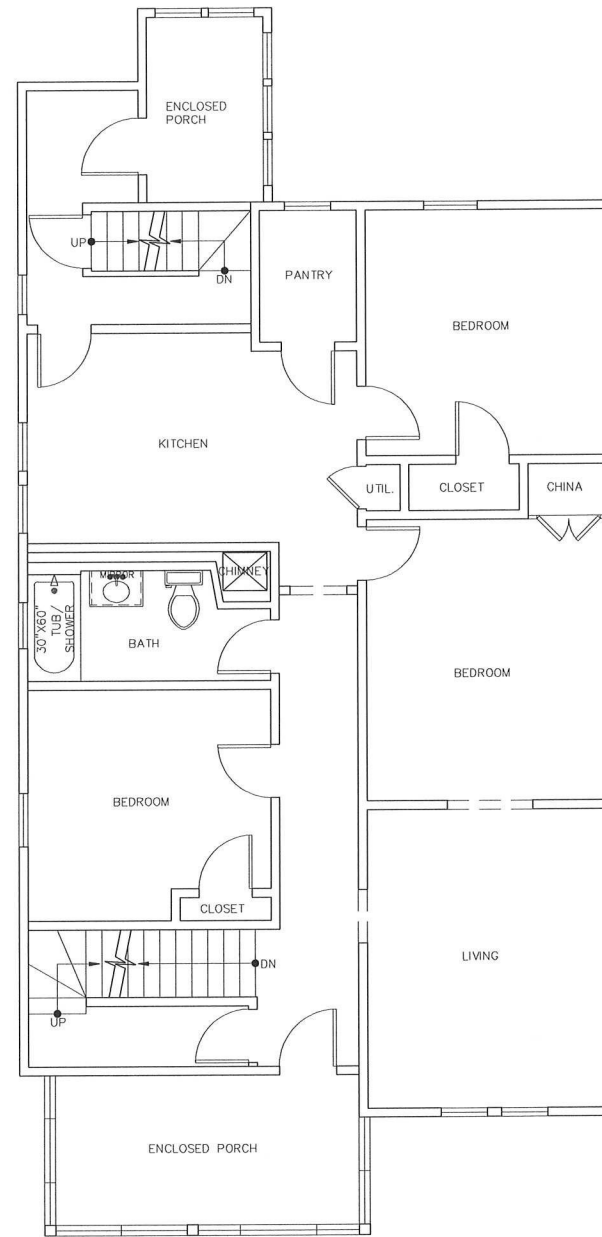 ENCLOSED
PORCH
UP
DN
PANTRY
BEDROOM
KITCHEN
UTIL.
CLOSET
CHINA
MIRROR
CHIMNEY
30"X60"
TUB/
SHOWER
BATH
BEDROOM
BEDROOM
CLOSET
LIVING
DN
UP
ENCLOSED PORCH